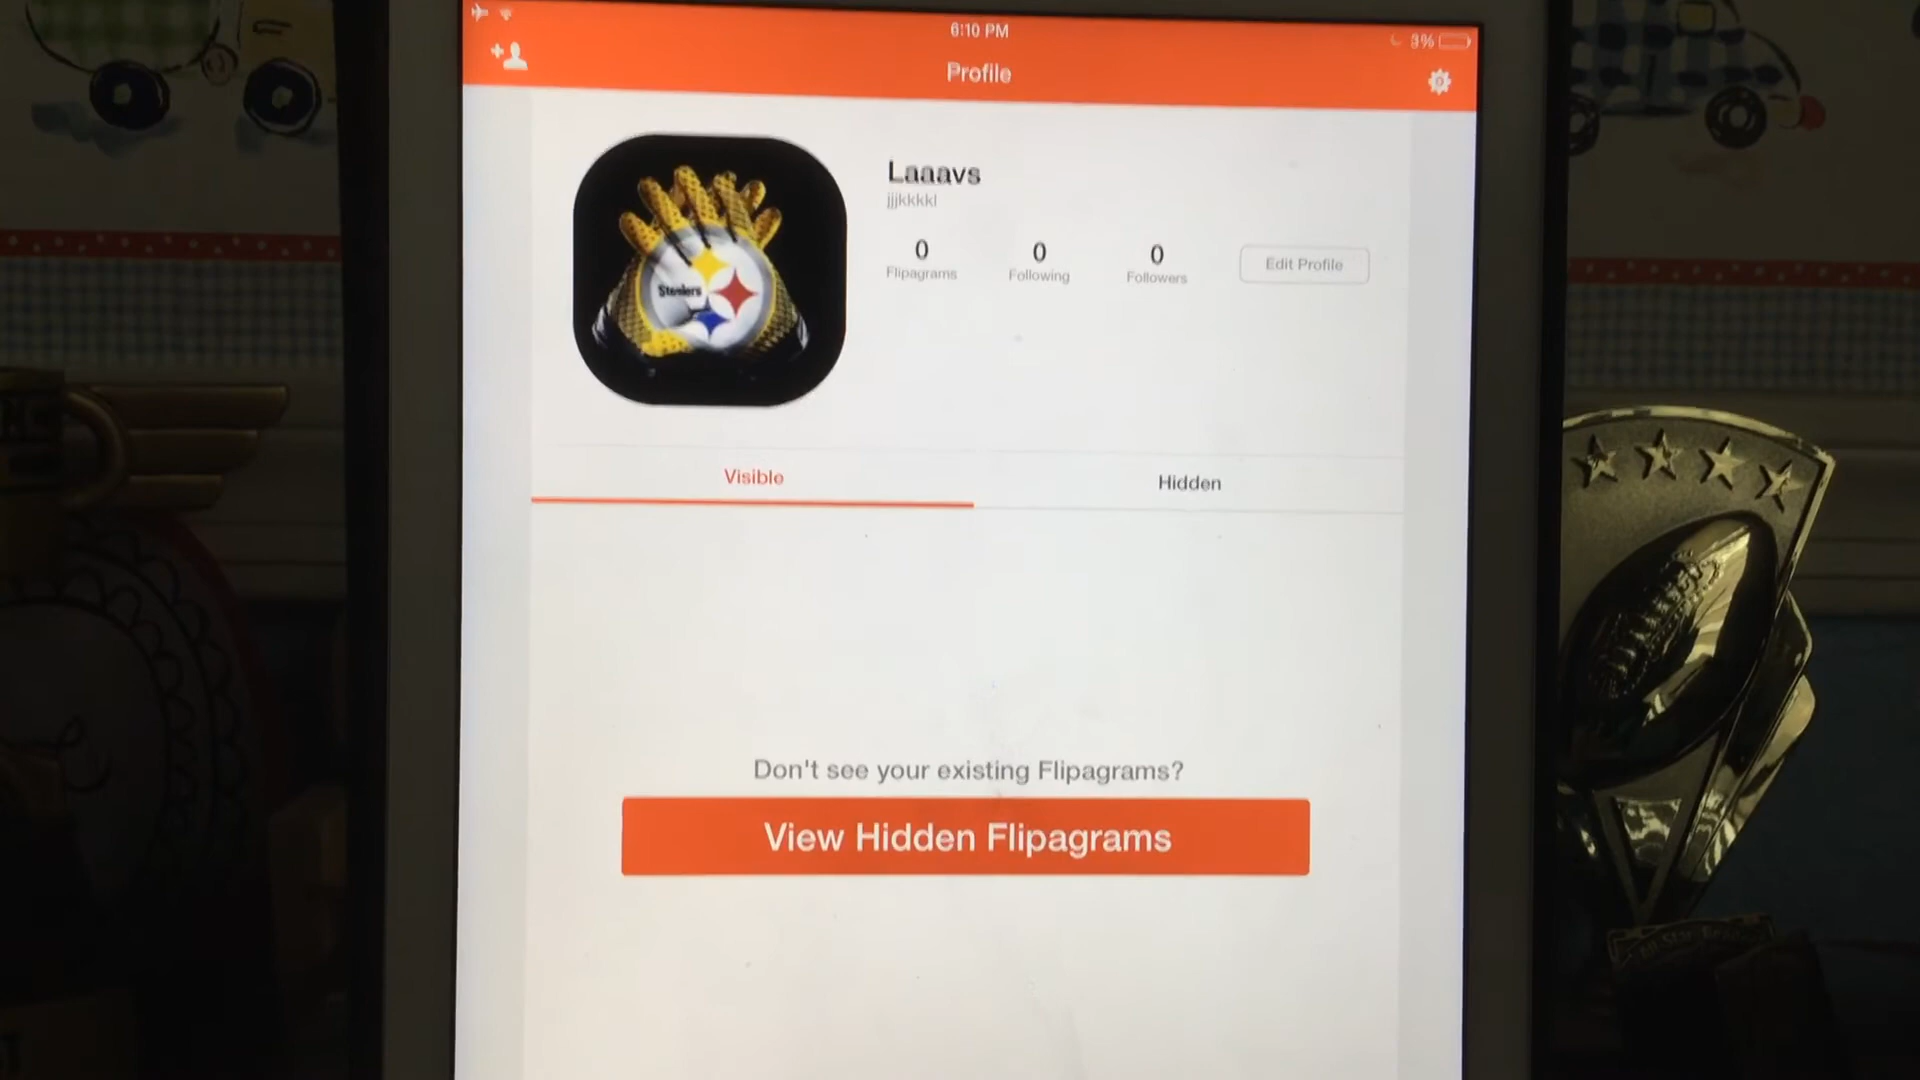 6:10 PM
3%
Profile
Laaavs
jjjkkkkl
0
Flipagrams
0
Following
0
Followers
Edit Profile
Steelers
Visible
Hidden
Don't see your existing Flipagrams?
View Hidden Flipagrams